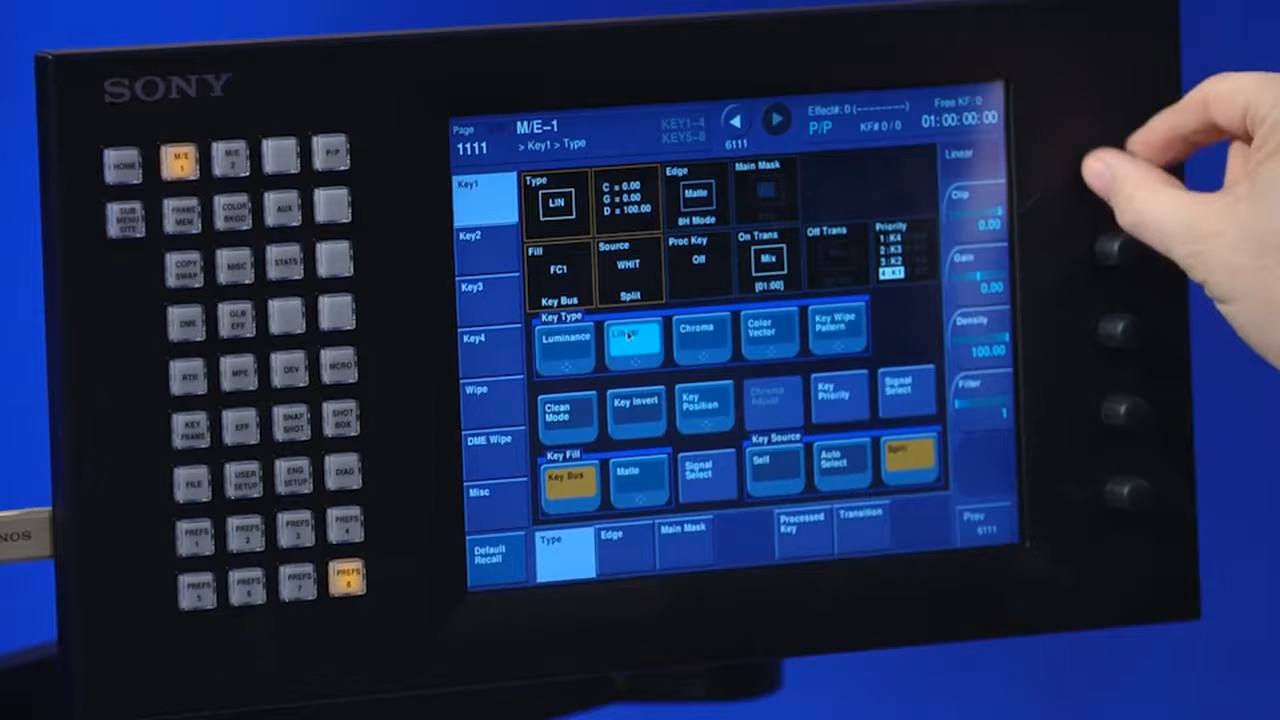 SONY
HOME
M/E
1
M/E
2
P/P
SUB
MENU
SITE
FRAME
MEM
COLOR
BKGD
AUX
COPY
SWAP
MISC
STATS
DME
GLB
EFF
RTR
MPE
DEV
MCRO
KEY
FRAME
EFF
SNAP
SHOT
SHOT
BOX
FILE
USER
SETUP
ENG
SETUP
DIAG
PREFS
1
PREFS
2
PREFS
3
PREFS
4
PREFS
5
PREFS
6
PREFS
7
PREFS
8
Page
1111
M/E-1
> Key1 > Type
KEY1-4
KEY5-8
6111
Effect#: 0 (--------)
P/P
KF# 0 / 0
Free KF: 0
01: 00: 00: 00
Key1
Key2
Key3
Key4
Wipe
DME Wipe
Misc
Default
Recall
Type
LIN
C = 0.00
G = 0.00
D = 100.00
Edge
Matte
8H Mode
Main Mask
Fill
FC1
Key Bus
Source
WHIT
Split
Proc Key
Off
On Trans
Mix
[01:00]
Off Trans
Priority
1:K4
2:K3
3:K2
4:K1
Key Type
Luminance
Linear
Chroma
Color
Vector
Key Wipe
Pattern
Clean
Mode
Key Invert
Key
Position
Chroma
Adjust
Key
Priority
Signal
Select
Key Fill
Key Bus
Matte
Signal
Select
Key Source
Self
Auto
Select
Split
Type
Edge
Main Mask
Processed
Key
Transition
Linear
Clip
0.00
Gain
0.00
Density
100.00
Filter
1
Prev
6111